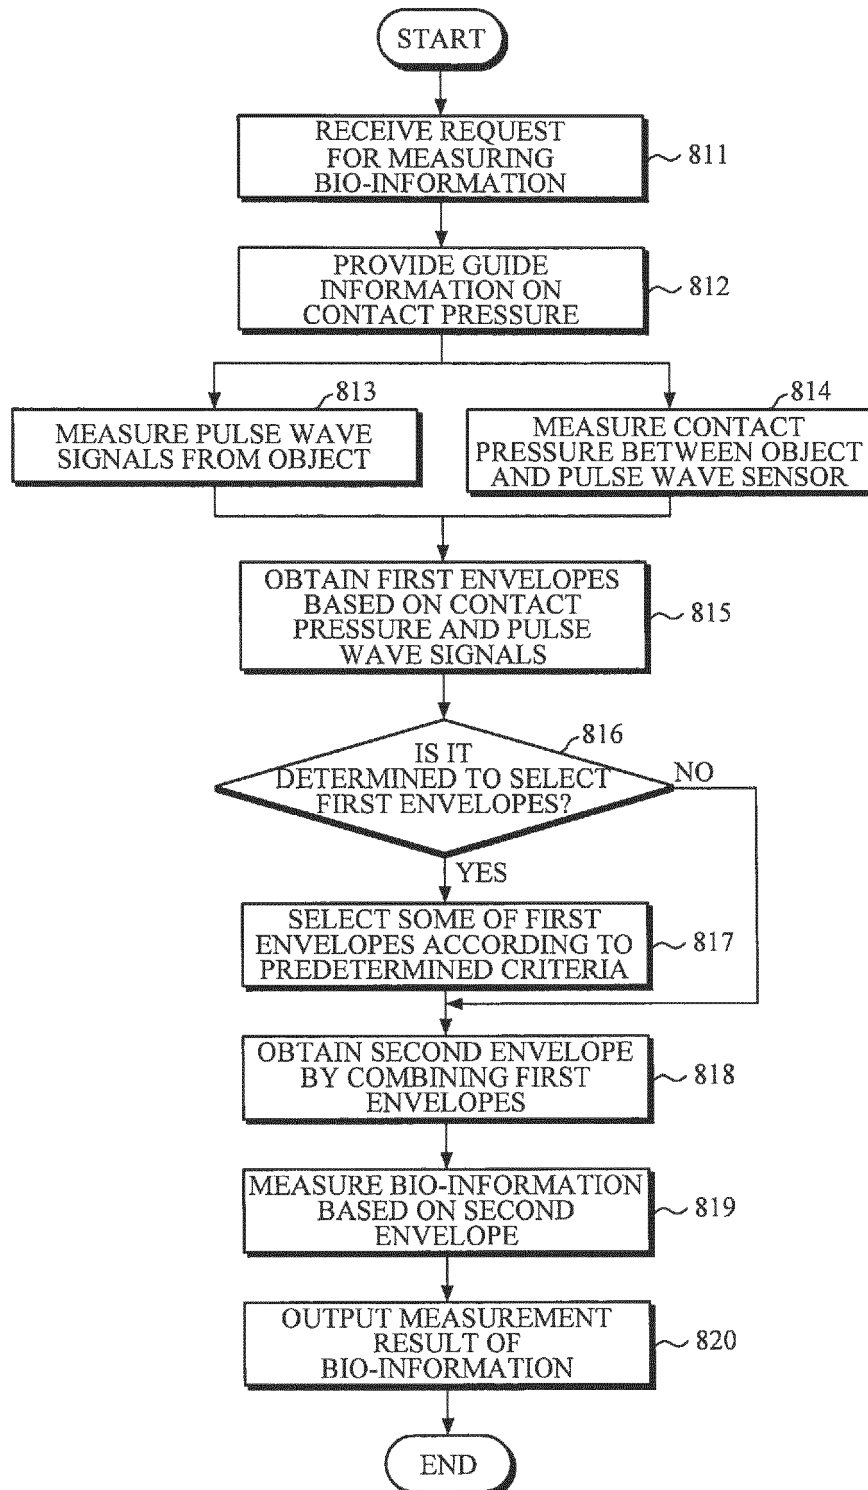 START
RECEIVE REQUEST
FOR MEASURING
BIO-INFORMATION
811
PROVIDE GUIDE
INFORMATION ON
CONTACT PRESSURE
812
813
MEASURE PULSE WAVE
SIGNALS FROM OBJECT
814
MEASURE CONTACT
PRESSURE BETWEEN OBJECT
AND PULSE WAVE SENSOR
OBTAIN FIRST ENVELOPES
BASED ON CONTACT
PRESSURE AND PULSE
WAVE SIGNALS
815
816
IS IT
DETERMINED TO SELECT
FIRST ENVELOPES?
NO
YES
SELECT SOME OF FIRST
ENVELOPES ACCORDING TO
PREDETERMINED CRITERIA
817
OBTAIN SECOND ENVELOPE
BY COMBINING FIRST
ENVELOPES
818
MEASURE BIO-INFORMATION
BASED ON SECOND
ENVELOPE
819
OUTPUT MEASUREMENT
RESULT OF
BIO-INFORMATION
820
END